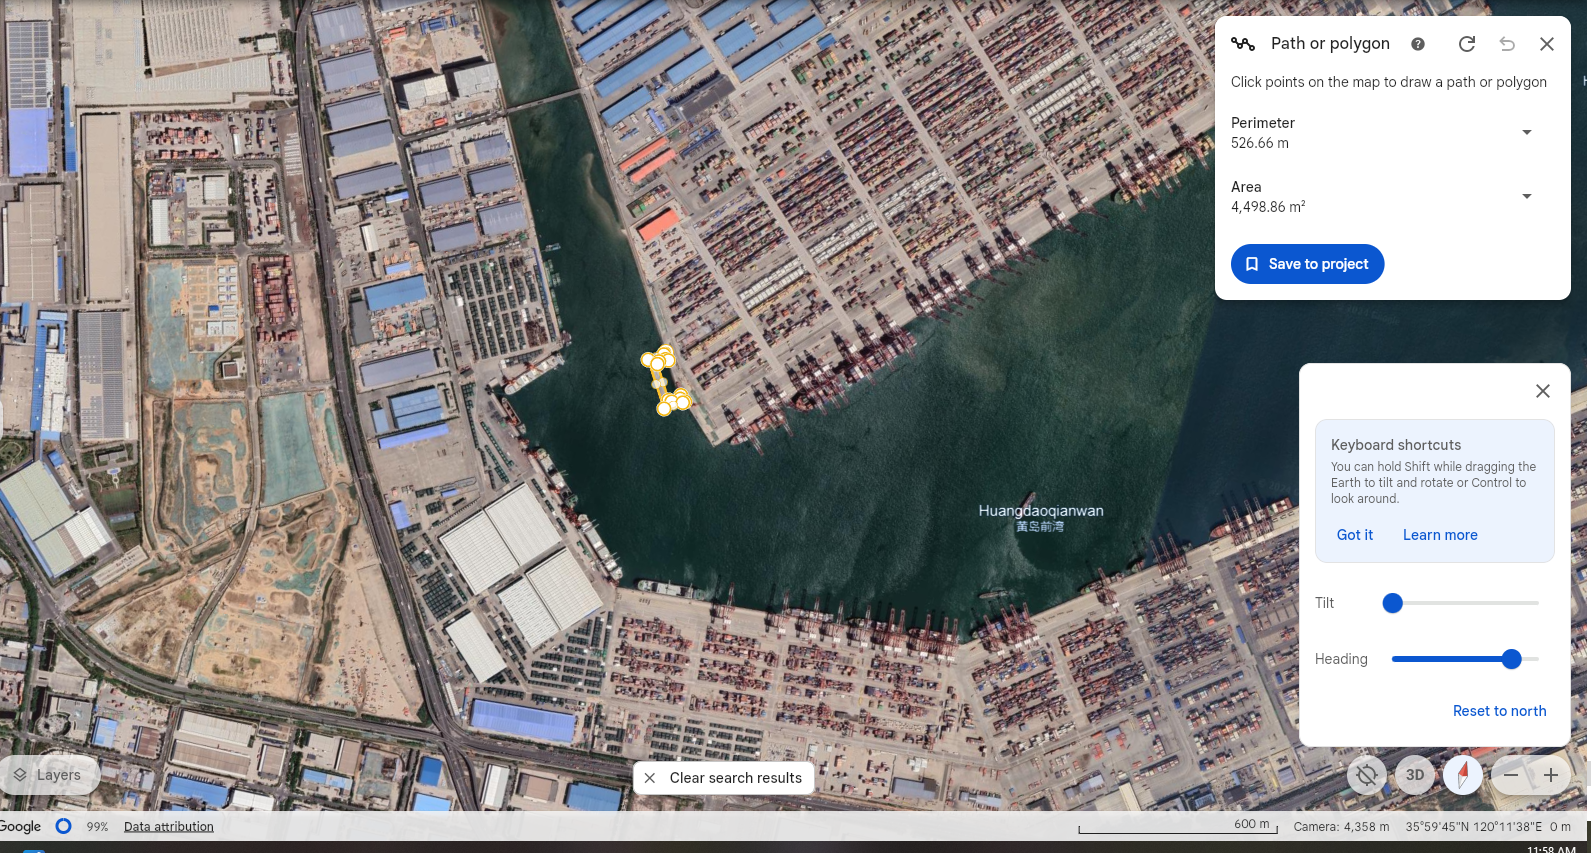 Path or polygon
Click points on the map to draw a path or polygon
Perimeter
526.66 m
Area
4,498.86 m²
Save to project
Huangdaoqianwan
黄岛前湾
Keyboard shortcuts
You can hold Shift while dragging the
Earth to tilt and rotate or Control to
look around.
Got it Learn more
Tilt
Heading
Reset to north
Layers
Clear search results
3D
Google 99% Data attribution 600 m Camera: 4,358 m 35°59'45"N 120°11'38"E 0 m
11:58 AM